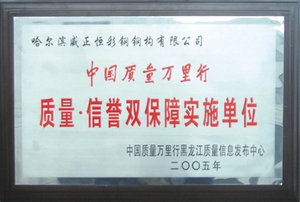 哈尔滨威正恒彩钢钢构有限公司
中国质量万里行
质量·信誉双保障实施单位
中国质量万里行黑龙江质量信息发布中心
二〇〇五年